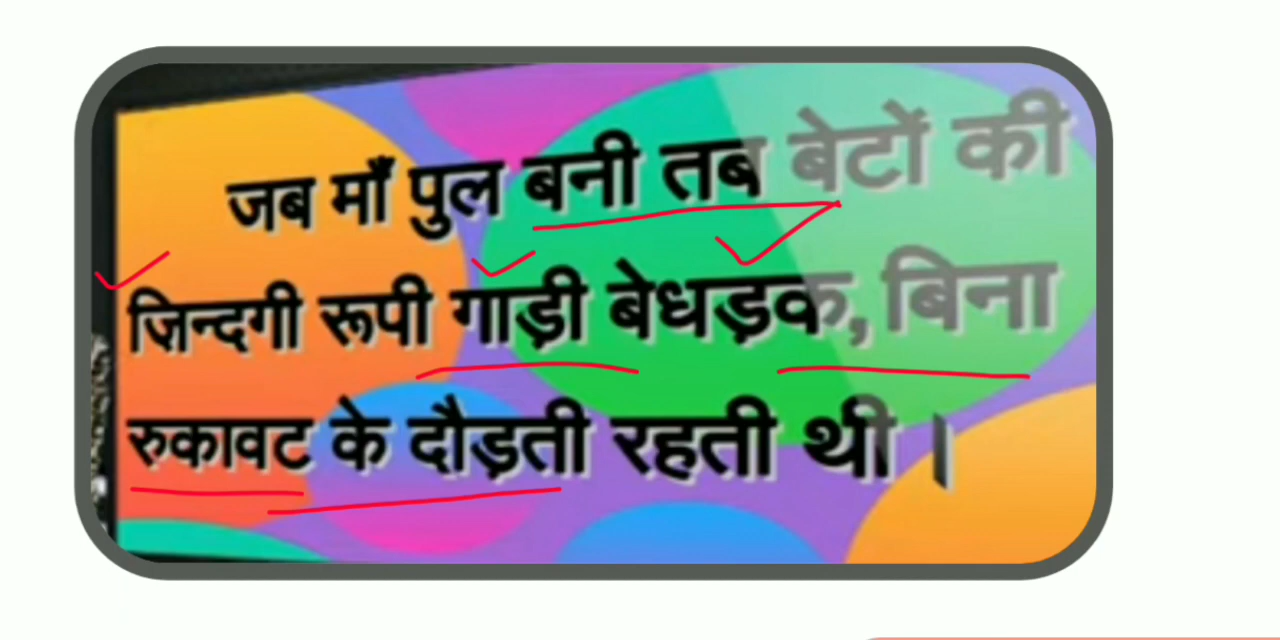 जब माँ पुल बनी तब बेटों की
ज़िन्दगी रूपी गाड़ी बेधड़क, बिना
रुकावट के दौड़ती रहती थी ।